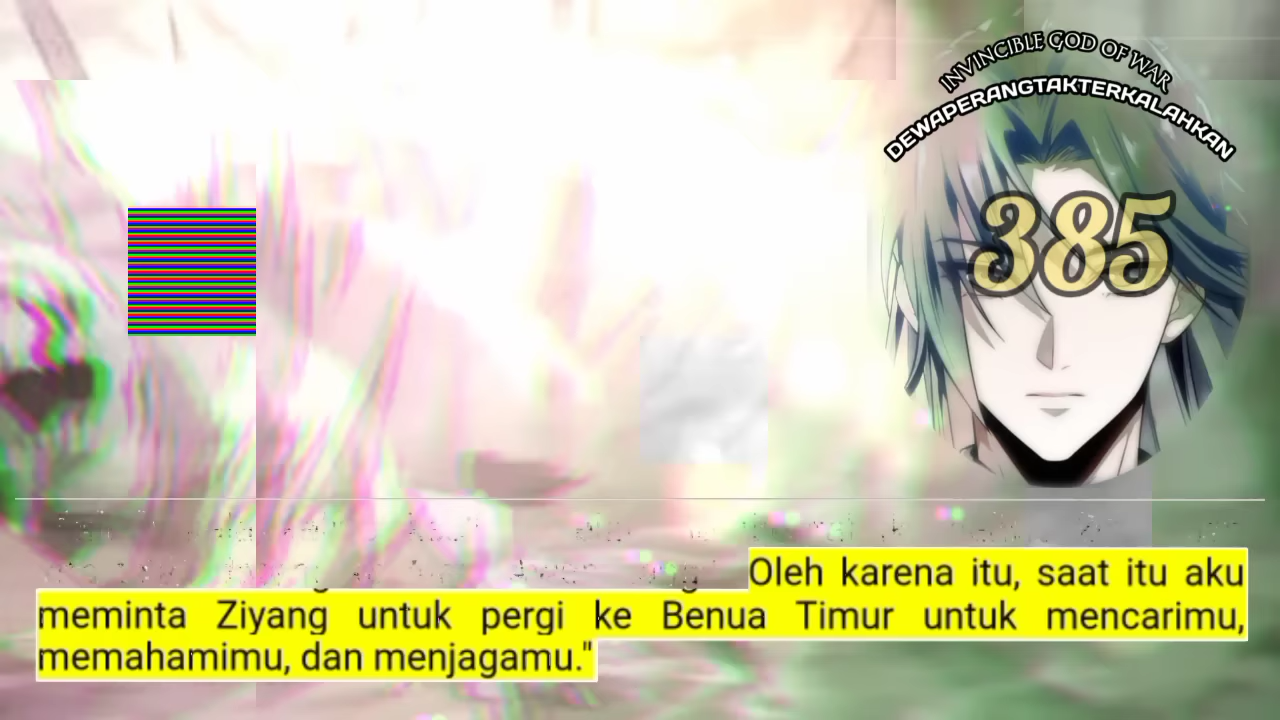 INVINCIBLE GOD OF WAR
DEWAPERANGTAKTERKALAHKAN
385
Oleh karena itu, saat itu aku
meminta Ziyang untuk pergi ke Benua Timur untuk mencarimu,
memahamimu, dan menjagamu."